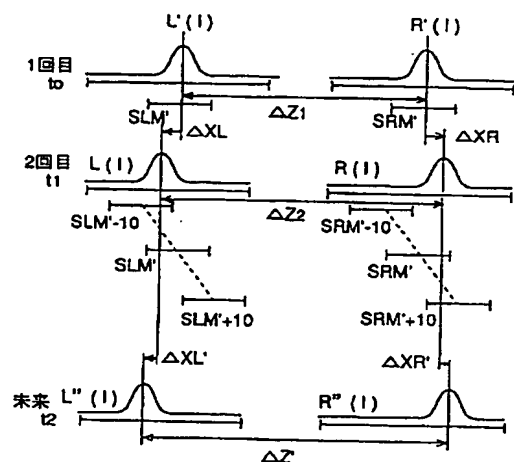 L'(I)
R'(I)
1回目
to
SLM'
ΔXL
ΔZ1
SRM'
ΔXR
2回目
t1
L(I)
R(I)
SLM'-10
ΔZ2
SRM'-10
SLM'
SRM'
SLM'+10
SRM'+10
ΔXL'
ΔXR'
未来
t2
L"(I)
R"(I)
ΔZ'